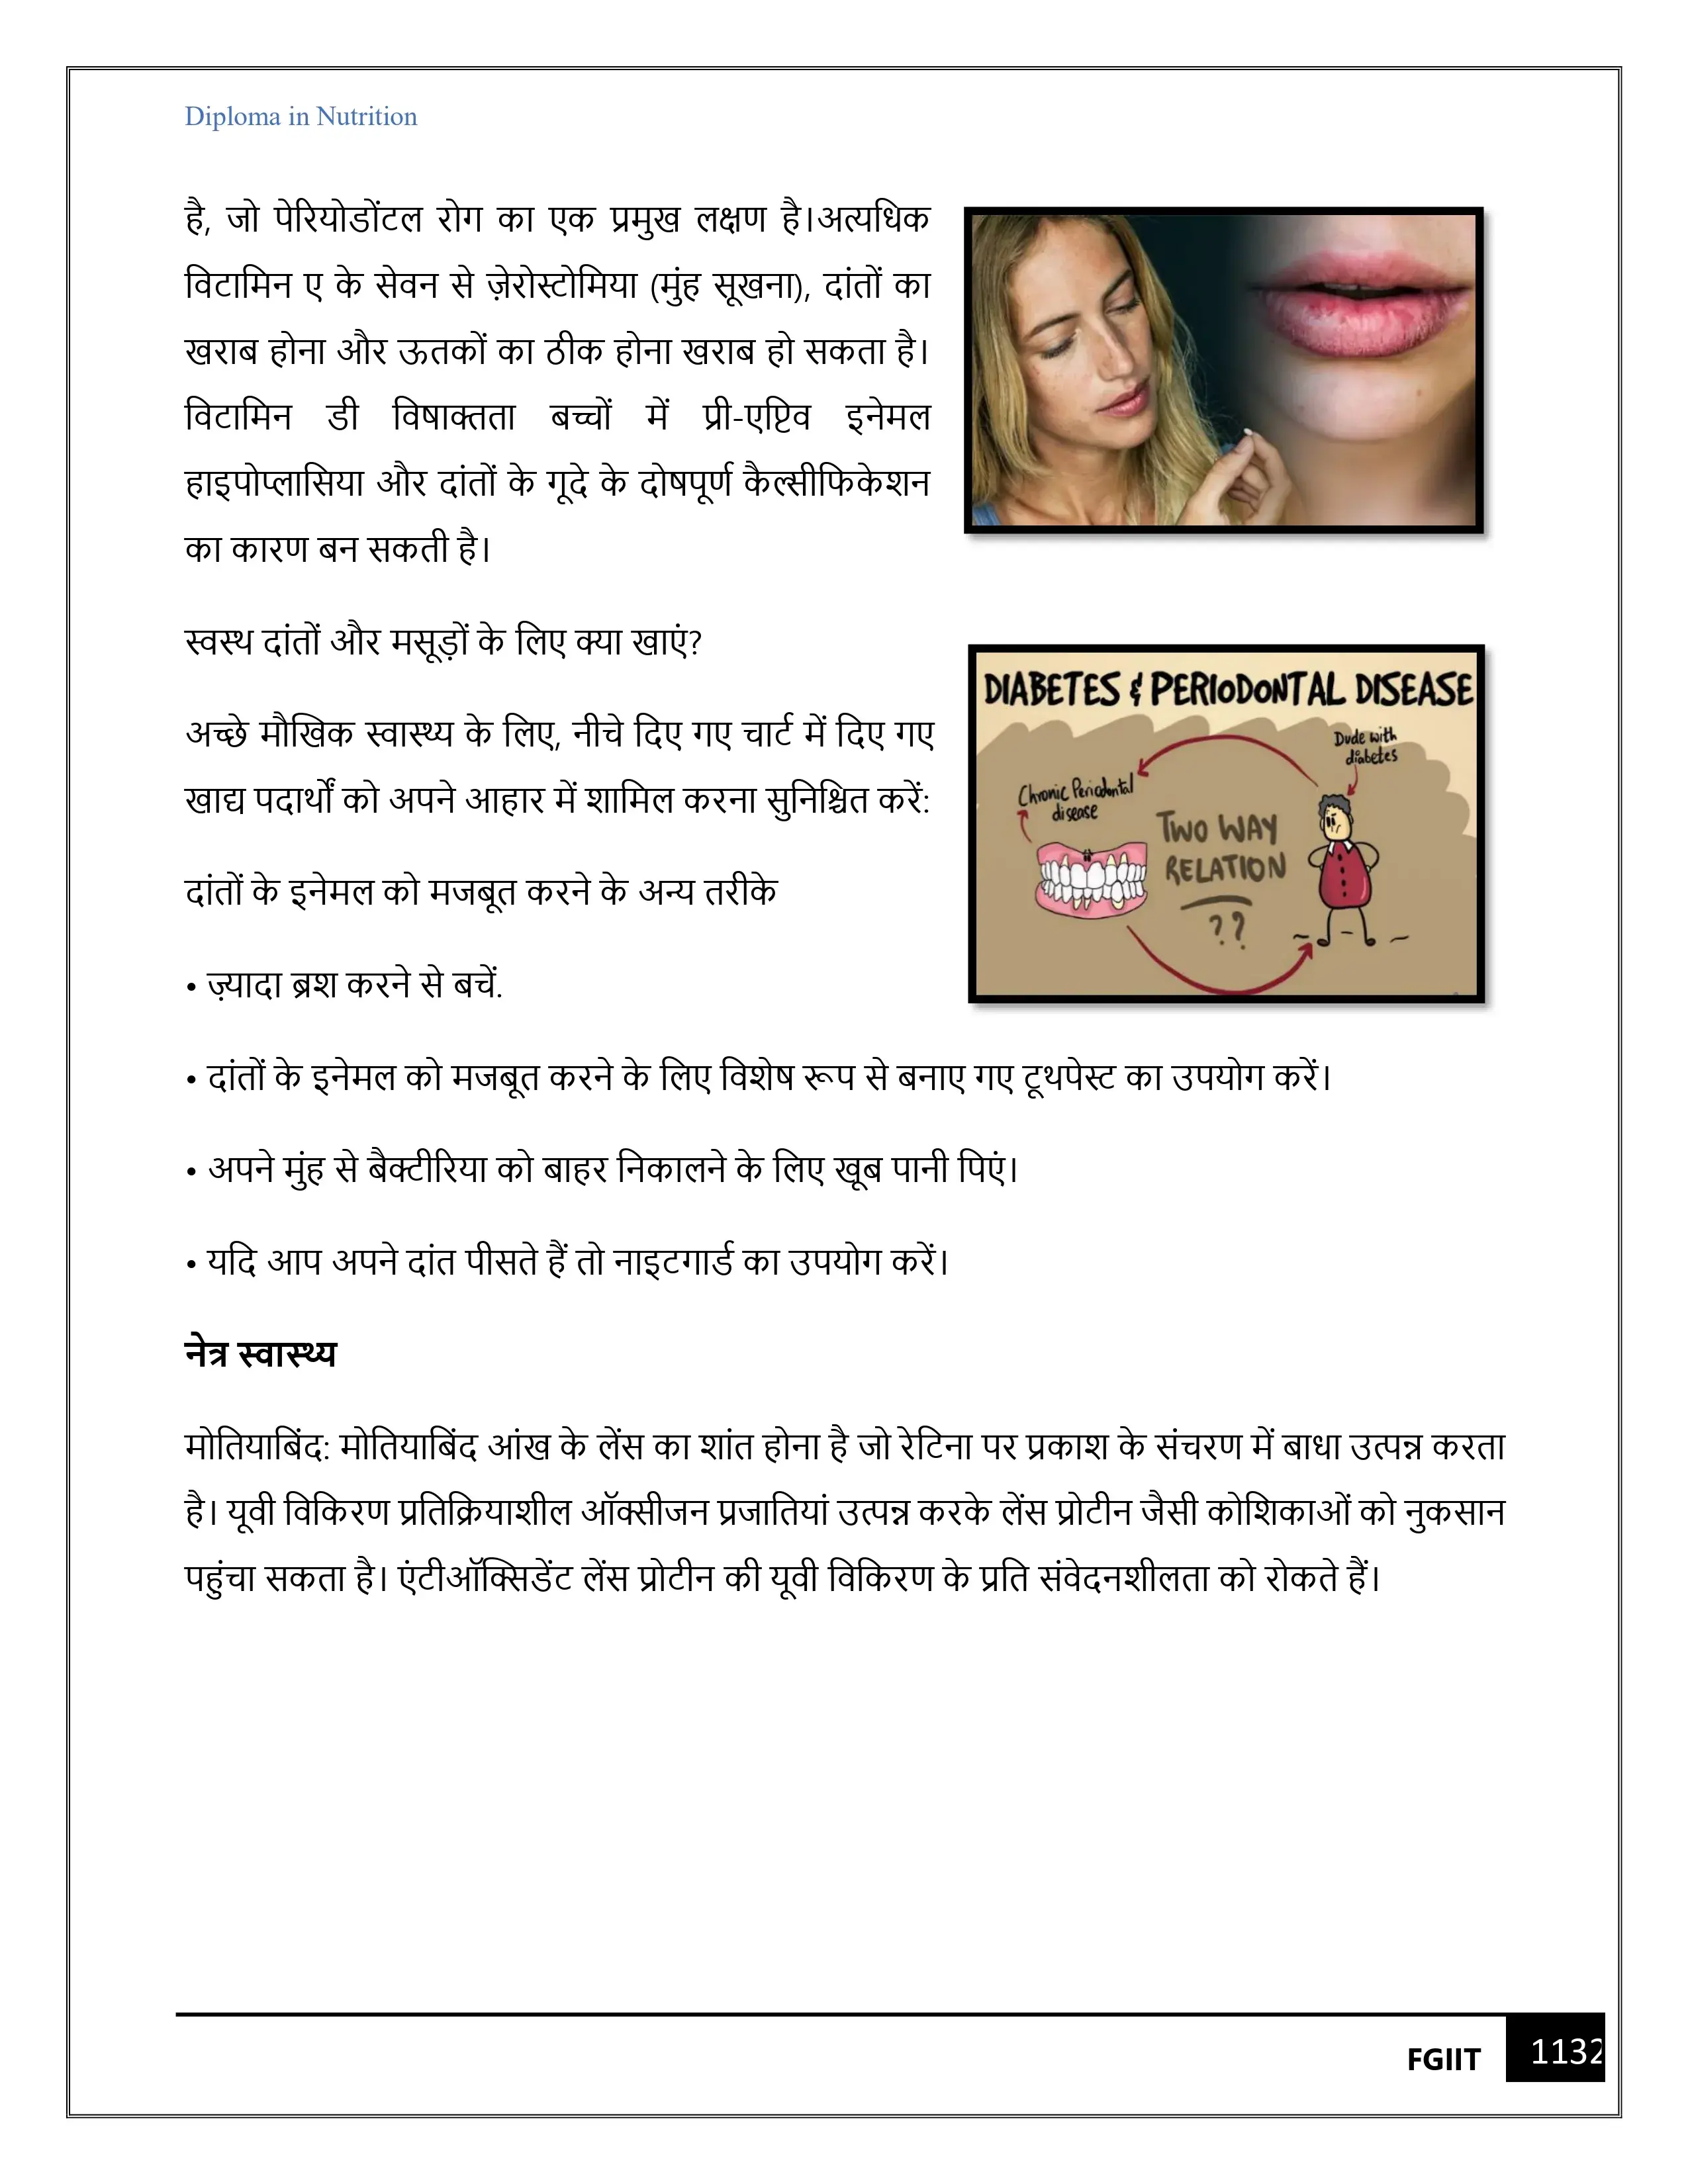 Diploma in Nutrition
है, जो पेरियोडोंटल रोग का एक प्रमुख लक्षण है।अत्यधिक
विटामिन ए के सेवन से ज़ेरोस्टोमिया (मुंह सूखना), दांतों का
खराब होना और ऊतकों का ठीक होना खराब हो सकता है।
विटामिन डी विषाक्तता बच्चों में प्री-एप्टिव इनेमल
हाइपोप्लासिया और दांतों के गूदे के दोषपूर्ण कैल्सीफिकेशन
का कारण बन सकती है।
स्वस्थ दांतों और मसूड़ों के लिए क्या खाएं?
अच्छे मौखिक स्वास्थ्य के लिए, नीचे दिए गए चार्ट में दिए गए
खाद्य पदार्थों को अपने आहार में शामिल करना सुनिश्चित करें:
दांतों के इनेमल को मजबूत करने के अन्य तरीके
• ज़्यादा ब्रश करने से बचें.
DIABETES & PERIODONTAL DISEASE
Dude with
diabetes
Chronic Periodontal
disease
TWO WAY
RELATION
??
• दांतों के इनेमल को मजबूत करने के लिए विशेष रूप से बनाए गए टूथपेस्ट का उपयोग करें।
• अपने मुंह से बैक्टीरिया को बाहर निकालने के लिए खूब पानी पिएं।
• यदि आप अपने दांत पीसते हैं तो नाइटगार्ड का उपयोग करें।
नेत्र स्वास्थ्य
मोतियाबिंद: मोतियाबिंद आंख के लेंस का शांत होना है जो रेटिना पर प्रकाश के संचरण में बाधा उत्पन्न करता
है। यूवी विकिरण प्रतिक्रियाशील ऑक्सीजन प्रजातियां उत्पन्न करके लेंस प्रोटीन जैसी कोशिकाओं को नुकसान
पहुंचा सकता है। एंटीऑक्सिडेंट लेंस प्रोटीन की यूवी विकिरण के प्रति संवेदनशीलता को रोकते हैं।
FGIIT 1132